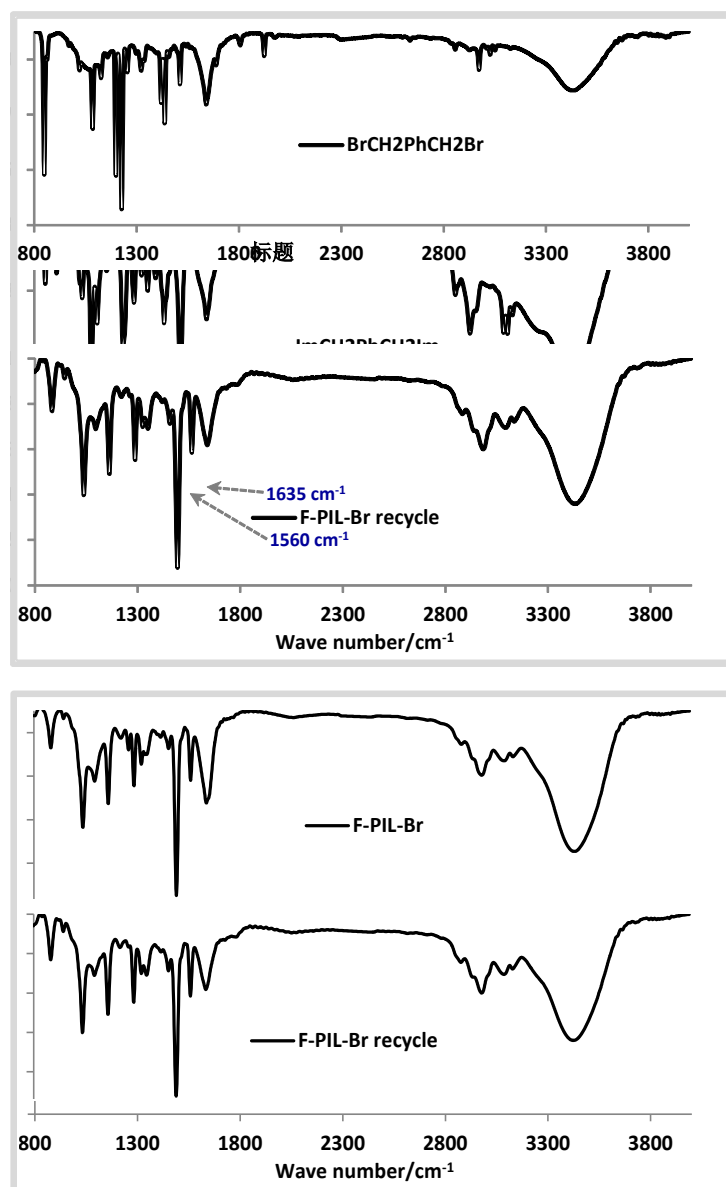 BrCH2PhCH2Br
800 1300 1800 2300 2800 3300 3800
标题
ImCH2PhCH2Im
1635 cm-1
F-PIL-Br recycle
1560 cm-1
800 1300 1800 2300 2800 3300 3800
Wave number/cm-1
F-PIL-Br
F-PIL-Br recycle
800 1300 1800 2300 2800 3300 3800
Wave number/cm-1